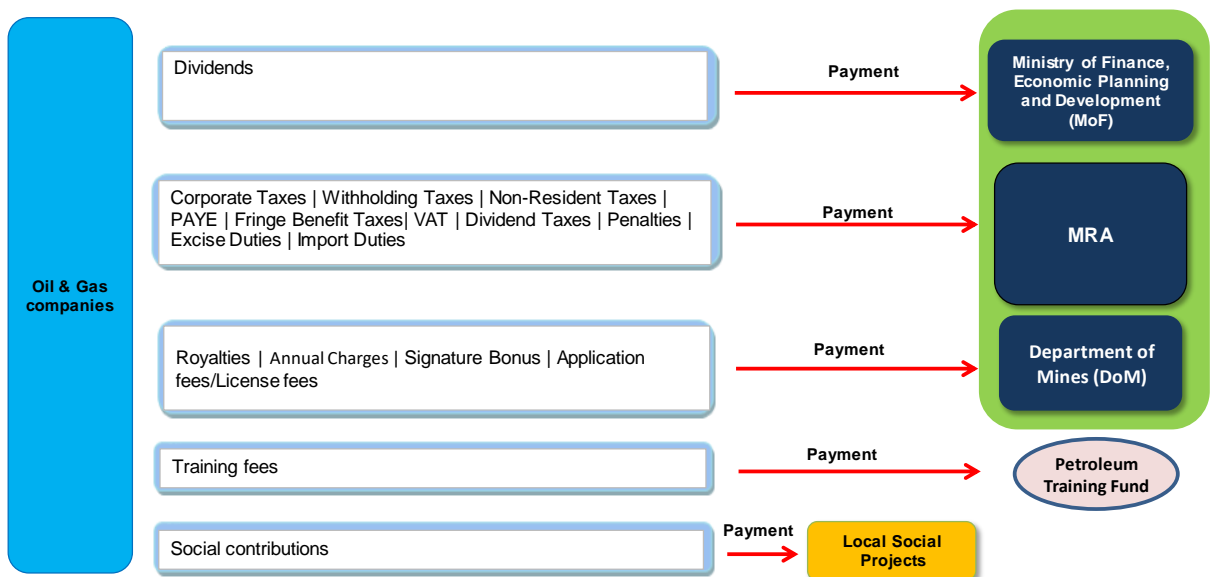 Oil & Gas
companies
Dividends
Payment
Ministry of Finance,
Economic Planning
and Development
(MoF)
Corporate Taxes | Withholding Taxes | Non-Resident Taxes |
PAYE | Fringe Benefit Taxes| VAT | Dividend Taxes | Penalties |
Excise Duties | Import Duties
Payment
MRA
Royalties | Annual Charges | Signature Bonus | Application
fees/License fees
Payment
Department of
Mines (DoM)
Training fees
Payment
Petroleum
Training Fund
Social contributions
Payment
Local Social
Projects